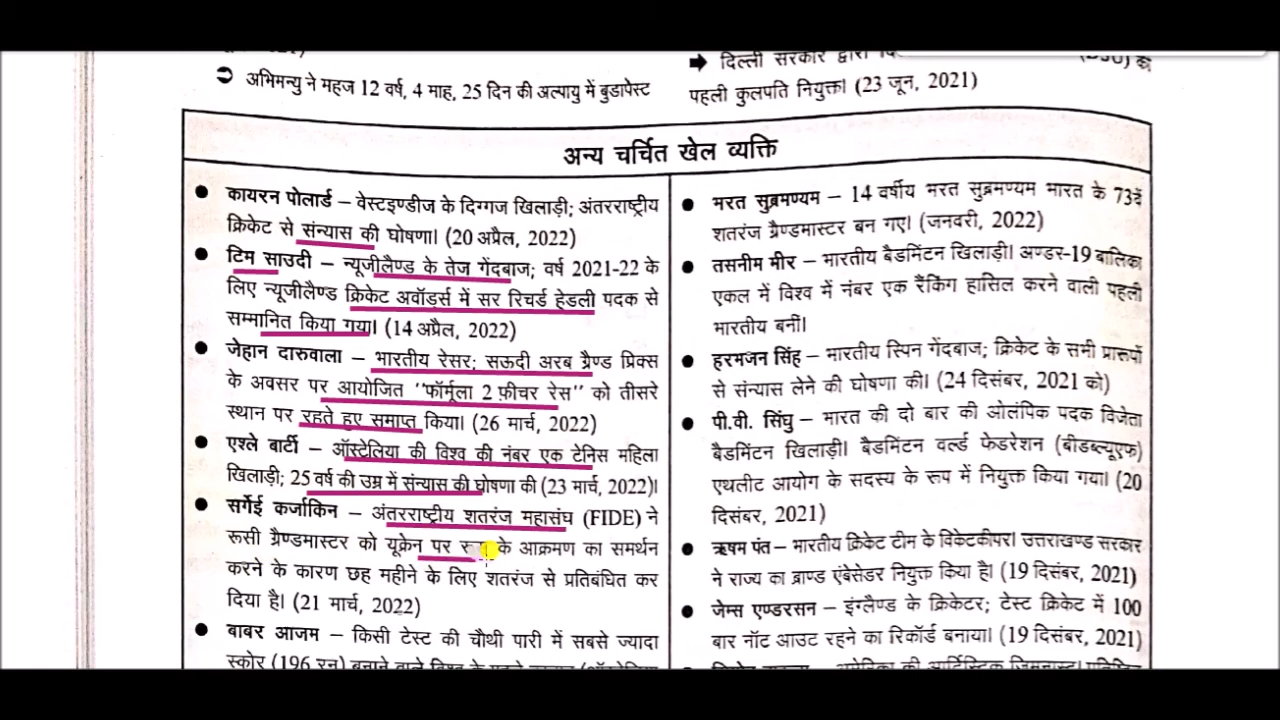 अभिमन्यु ने महज 12 वर्ष, 4 माह, 25 दिन की अल्पायु में बुडापेस्ट
दिल्ली सरकार द्वारा
पहली कुलपति नियुक्त। (23 जून, 2021)
अन्य चर्चित खेल व्यक्ति
● कायरन पोलार्ड – वेस्टइण्डीज के दिग्गज खिलाड़ी; अंतरराष्ट्रीय
क्रिकेट से संन्यास की घोषणा। (20 अप्रैल, 2022)
● टिम साउदी – न्यूजीलैण्ड के तेज गेंदबाज; वर्ष 2021-22 के
लिए न्यूजीलैण्ड क्रिकेट अवॉर्ड्स में सर रिचर्ड हेडली पदक से
सम्मानित किया गया। (14 अप्रैल, 2022)
● जेहान दारुवाला – भारतीय रेसर; सऊदी अरब ग्रैण्ड प्रिक्स
के अवसर पर आयोजित "फॉर्मूला 2 फ़ीचर रेस" को तीसरे
स्थान पर रहते हुए समाप्त किया। (26 मार्च, 2022)
● एश्ले बार्टी – ऑस्टेलिया की विश्व की नंबर एक टेनिस महिला
खिलाड़ी; 25 वर्ष की उम्र में संन्यास की घोषणा की (23 मार्च, 2022)।
● सर्गेई कर्जाकिन – अंतरराष्ट्रीय शतरंज महासंघ (FIDE) ने
रूसी ग्रैण्डमास्टर को यूक्रेन पर के आक्रमण का समर्थन
करने के कारण छह महीने के लिए शतरंज से प्रतिबंधित कर
दिया है। (21 मार्च, 2022)
● बाबर आजम – किसी टेस्ट की चौथी पारी में सबसे ज्यादा
स्कोर (196 रन) बनाने वाले विश्व के पहले
● भरत सुब्रमण्यम – 14 वर्षीय भरत सुब्रमण्यम भारत के 73वें
शतरंज ग्रैण्डमास्टर बन गए। (जनवरी, 2022)
● तसनीम मीर – भारतीय बैडमिंटन खिलाड़ी। अण्डर-19 बालिका
एकल में विश्व में नंबर एक रैंकिंग हासिल करने वाली पहली
भारतीय बनीं।
● हरभजन सिंह – भारतीय स्पिन गेंदबाज; क्रिकेट के सभी प्रारूपों
से संन्यास लेने की घोषणा की। (24 दिसंबर, 2021 को)
● पी.वी. सिंधु – भारत की दो बार की ओलंपिक पदक विजेता
बैडमिंटन खिलाड़ी। बैडमिंटन वर्ल्ड फेडरेशन (बीडब्ल्यूएफ)
एथलीट आयोग के सदस्य के रूप में नियुक्त किया गया। (20
दिसंबर, 2021)
● ऋषभ पंत – भारतीय क्रिकेट टीम के विकेटकीपर। उत्तराखण्ड सरकार
ने राज्य का ब्राण्ड एंबेसेडर नियुक्त किया है। (19 दिसंबर, 2021)
● जेम्स एण्डरसन – इंग्लैण्ड के क्रिकेटर; टेस्ट क्रिकेट में 100
बार नॉट आउट रहने का रिकॉर्ड बनाया। (19 दिसंबर, 2021)